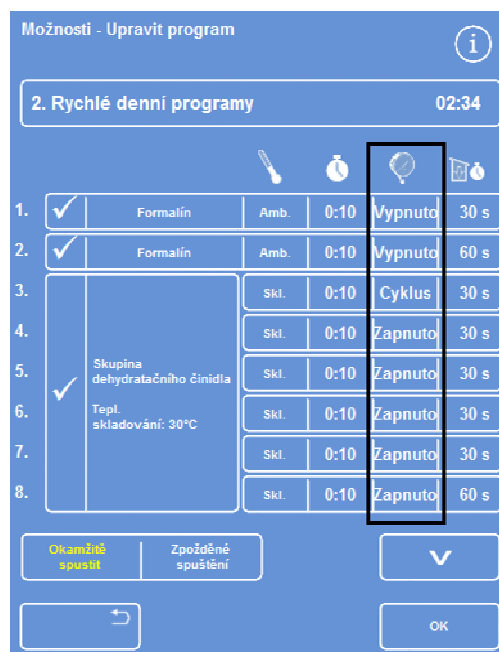 Možnosti - Upravit program
i
2. Rychlé denní programy 02:34
1. Formalín Amb. 0:10 Vypnuto 30 s
2. Formalín Amb. 0:10 Vypnuto 60 s
3. Skl. 0:10 Cyklus 30 s
4. Skl. 0:10 Zapnuto 30 s
5. Skupina
dehydratačního činidla Skl. 0:10 Zapnuto 30 s
6. Tepl.
skladování: 30°C Skl. 0:10 Zapnuto 30 s
7. Skl. 0:10 Zapnuto 30 s
8. Skl. 0:10 Zapnuto 60 s
Okamžitě
spustit
Zpožděné
spuštění
OK